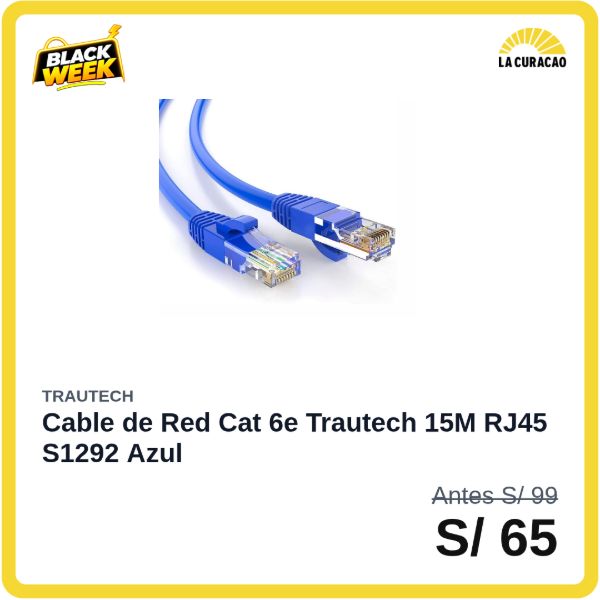 BLACK
WEEK
LA CURACAO
TRAUTECH
Cable de Red Cat 6e Trautech 15M RJ45
S1292 Azul
Antes S/ 99
S/ 65